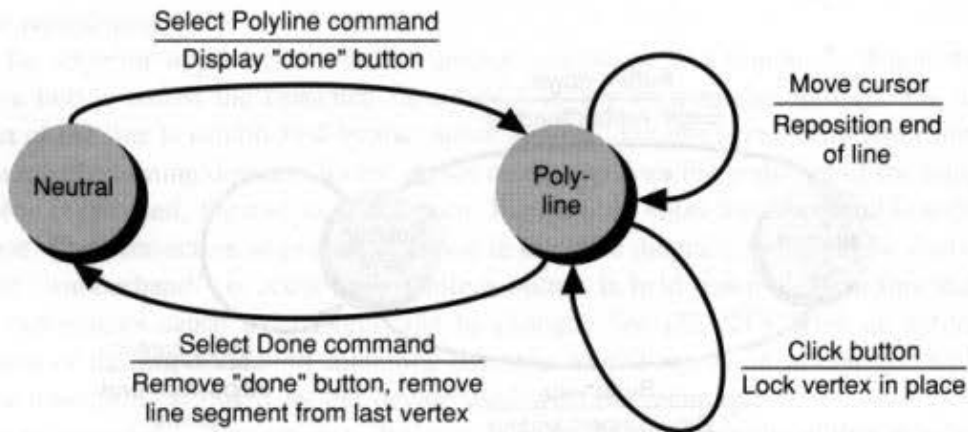 Select Polyline command
Display "done" button
Move cursor
Reposition end
of line
Neutral
Poly-
line
Select Done command
Remove "done" button, remove
line segment from last vertex
Click button
Lock vertex in place